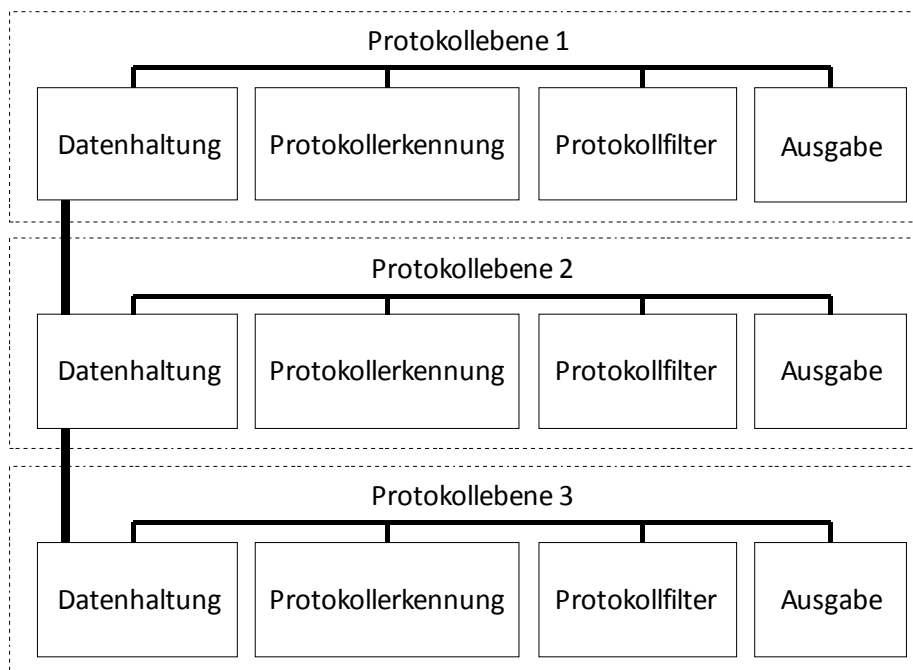 Protokollebene 1
Datenhaltung
Protokollerkennung
Protokollfilter
Ausgabe
Protokollebene 2
Datenhaltung
Protokollerkennung
Protokollfilter
Ausgabe
Protokollebene 3
Datenhaltung
Protokollerkennung
Protokollfilter
Ausgabe